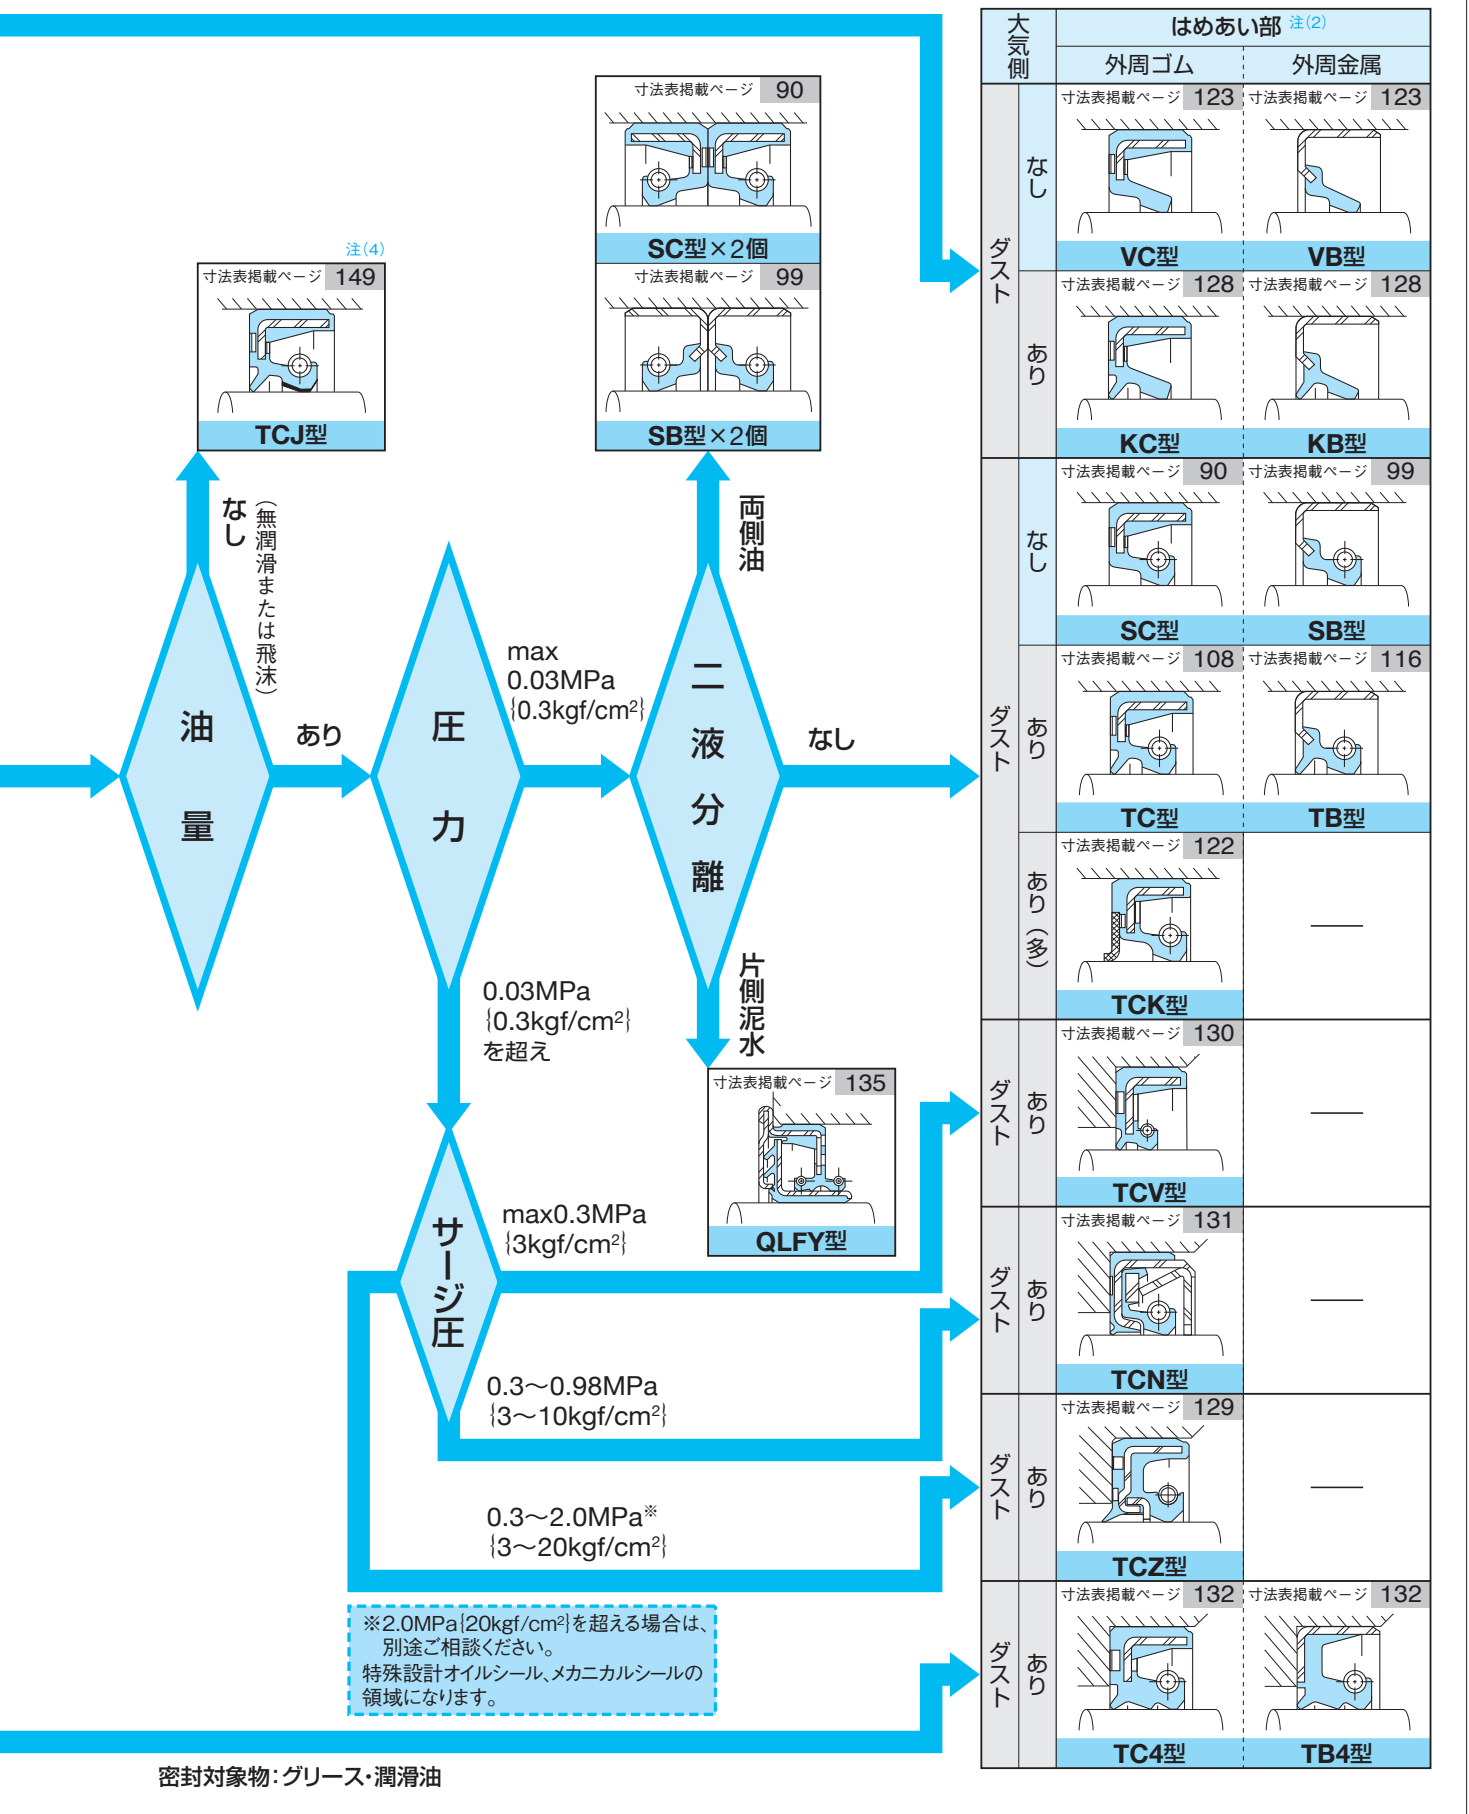 大気側
はめあい部 注(2)
外周ゴム
外周金属
ダスト
なし
寸法表掲載ページ 123
VC型
寸法表掲載ページ 123
VB型
あり
寸法表掲載ページ 128
KC型
寸法表掲載ページ 128
KB型
ダスト
なし
寸法表掲載ページ 90
SC型
寸法表掲載ページ 99
SB型
あり
寸法表掲載ページ 108
TC型
寸法表掲載ページ 116
TB型
あり(多)
寸法表掲載ページ 122
TCK型
—
ダスト
あり
寸法表掲載ページ 130
TCV型
—
ダスト
あり
寸法表掲載ページ 131
TCN型
—
ダスト
あり
寸法表掲載ページ 129
TCZ型
—
ダスト
あり
寸法表掲載ページ 132
TC4型
寸法表掲載ページ 132
TB4型
寸法表掲載ページ 90
SC型×2個
寸法表掲載ページ 99
SB型×2個
注(4)
寸法表掲載ページ 149
TCJ型
なし
(無潤滑または飛沫)
油量
あり
圧力
max
0.03MPa
{0.3kgf/cm²}
両側油
二液分離
なし
片側泥水
寸法表掲載ページ 135
QLFY型
0.03MPa
{0.3kgf/cm²}
を超え
サージ圧
max0.3MPa
{3kgf/cm²}
0.3〜0.98MPa
{3〜10kgf/cm²}
0.3〜2.0MPa※
{3〜20kgf/cm²}
※2.0MPa{20kgf/cm²}を超える場合は、
別途ご相談ください。
特殊設計オイルシール、メカニカルシールの
領域になります。
密封対象物：グリース・潤滑油